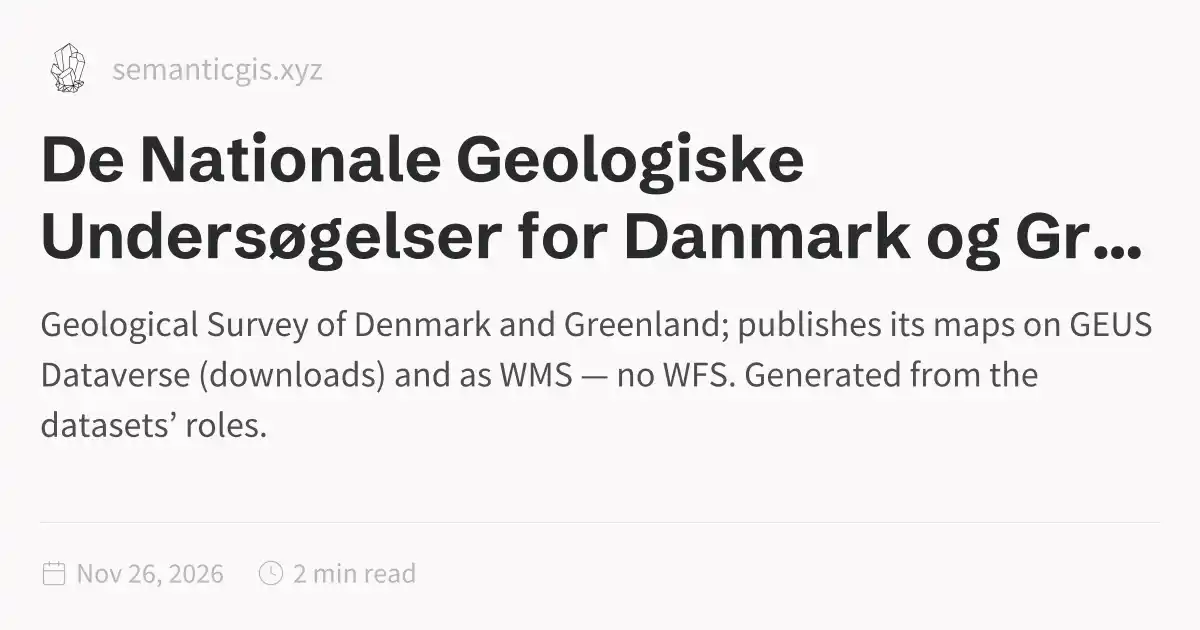 semanticgis.xyz
De Nationale Geologiske
Undersøgelser for Danmark og Gr...
Geological Survey of Denmark and Greenland; publishes its maps on GEUS
Dataverse (downloads) and as WMS — no WFS. Generated from the
datasets’ roles.
Nov 26, 2026 2 min read